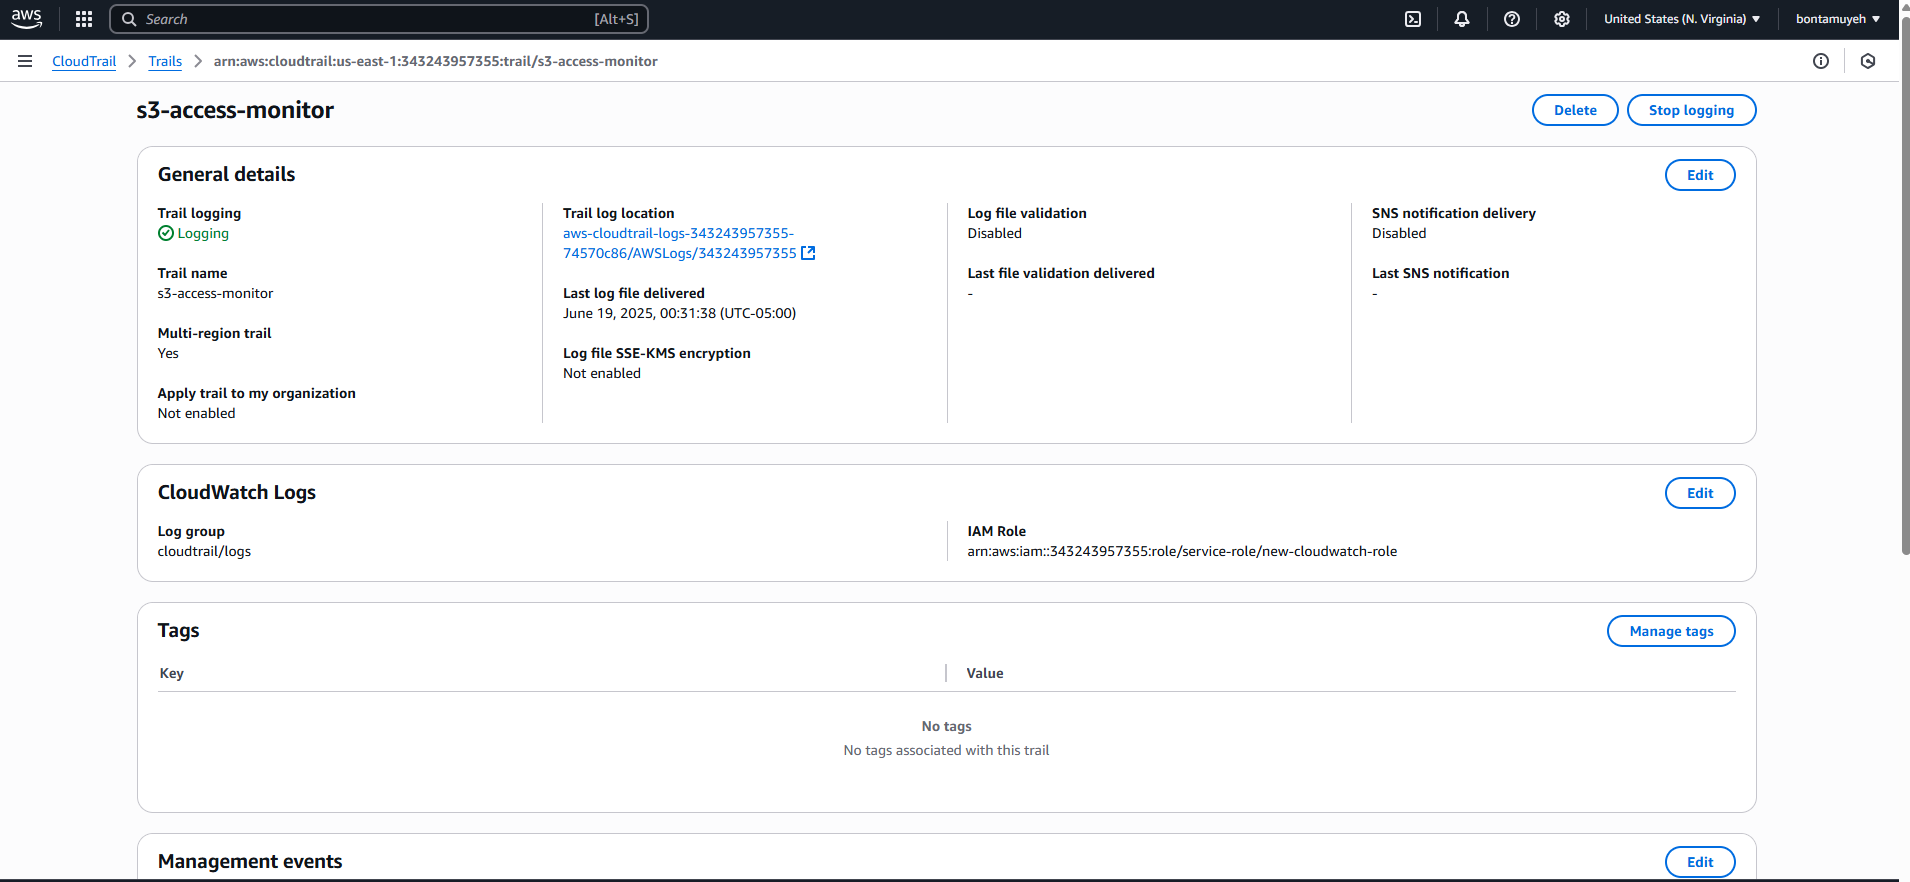 aws
Search [Alt+S]
United States (N. Virginia)
bontamuyeh
CloudTrail
Trails
arn:aws:cloudtrail:us-east-1:343243957355:trail/s3-access-monitor
s3-access-monitor
Delete
Stop logging
General details
Edit
Trail logging
Logging
Trail name
s3-access-monitor
Multi-region trail
Yes
Apply trail to my organization
Not enabled
Trail log location
aws-cloudtrail-logs-343243957355-
74570c86/AWSLogs/343243957355
Last log file delivered
June 19, 2025, 00:31:38 (UTC-05:00)
Log file SSE-KMS encryption
Not enabled
Log file validation
Disabled
Last file validation delivered
-
SNS notification delivery
Disabled
Last SNS notification
-
CloudWatch Logs
Edit
Log group
cloudtrail/logs
IAM Role
arn:aws:iam::343243957355:role/service-role/new-cloudwatch-role
Tags
Manage tags
Key
Value
No tags
No tags associated with this trail
Management events
Edit